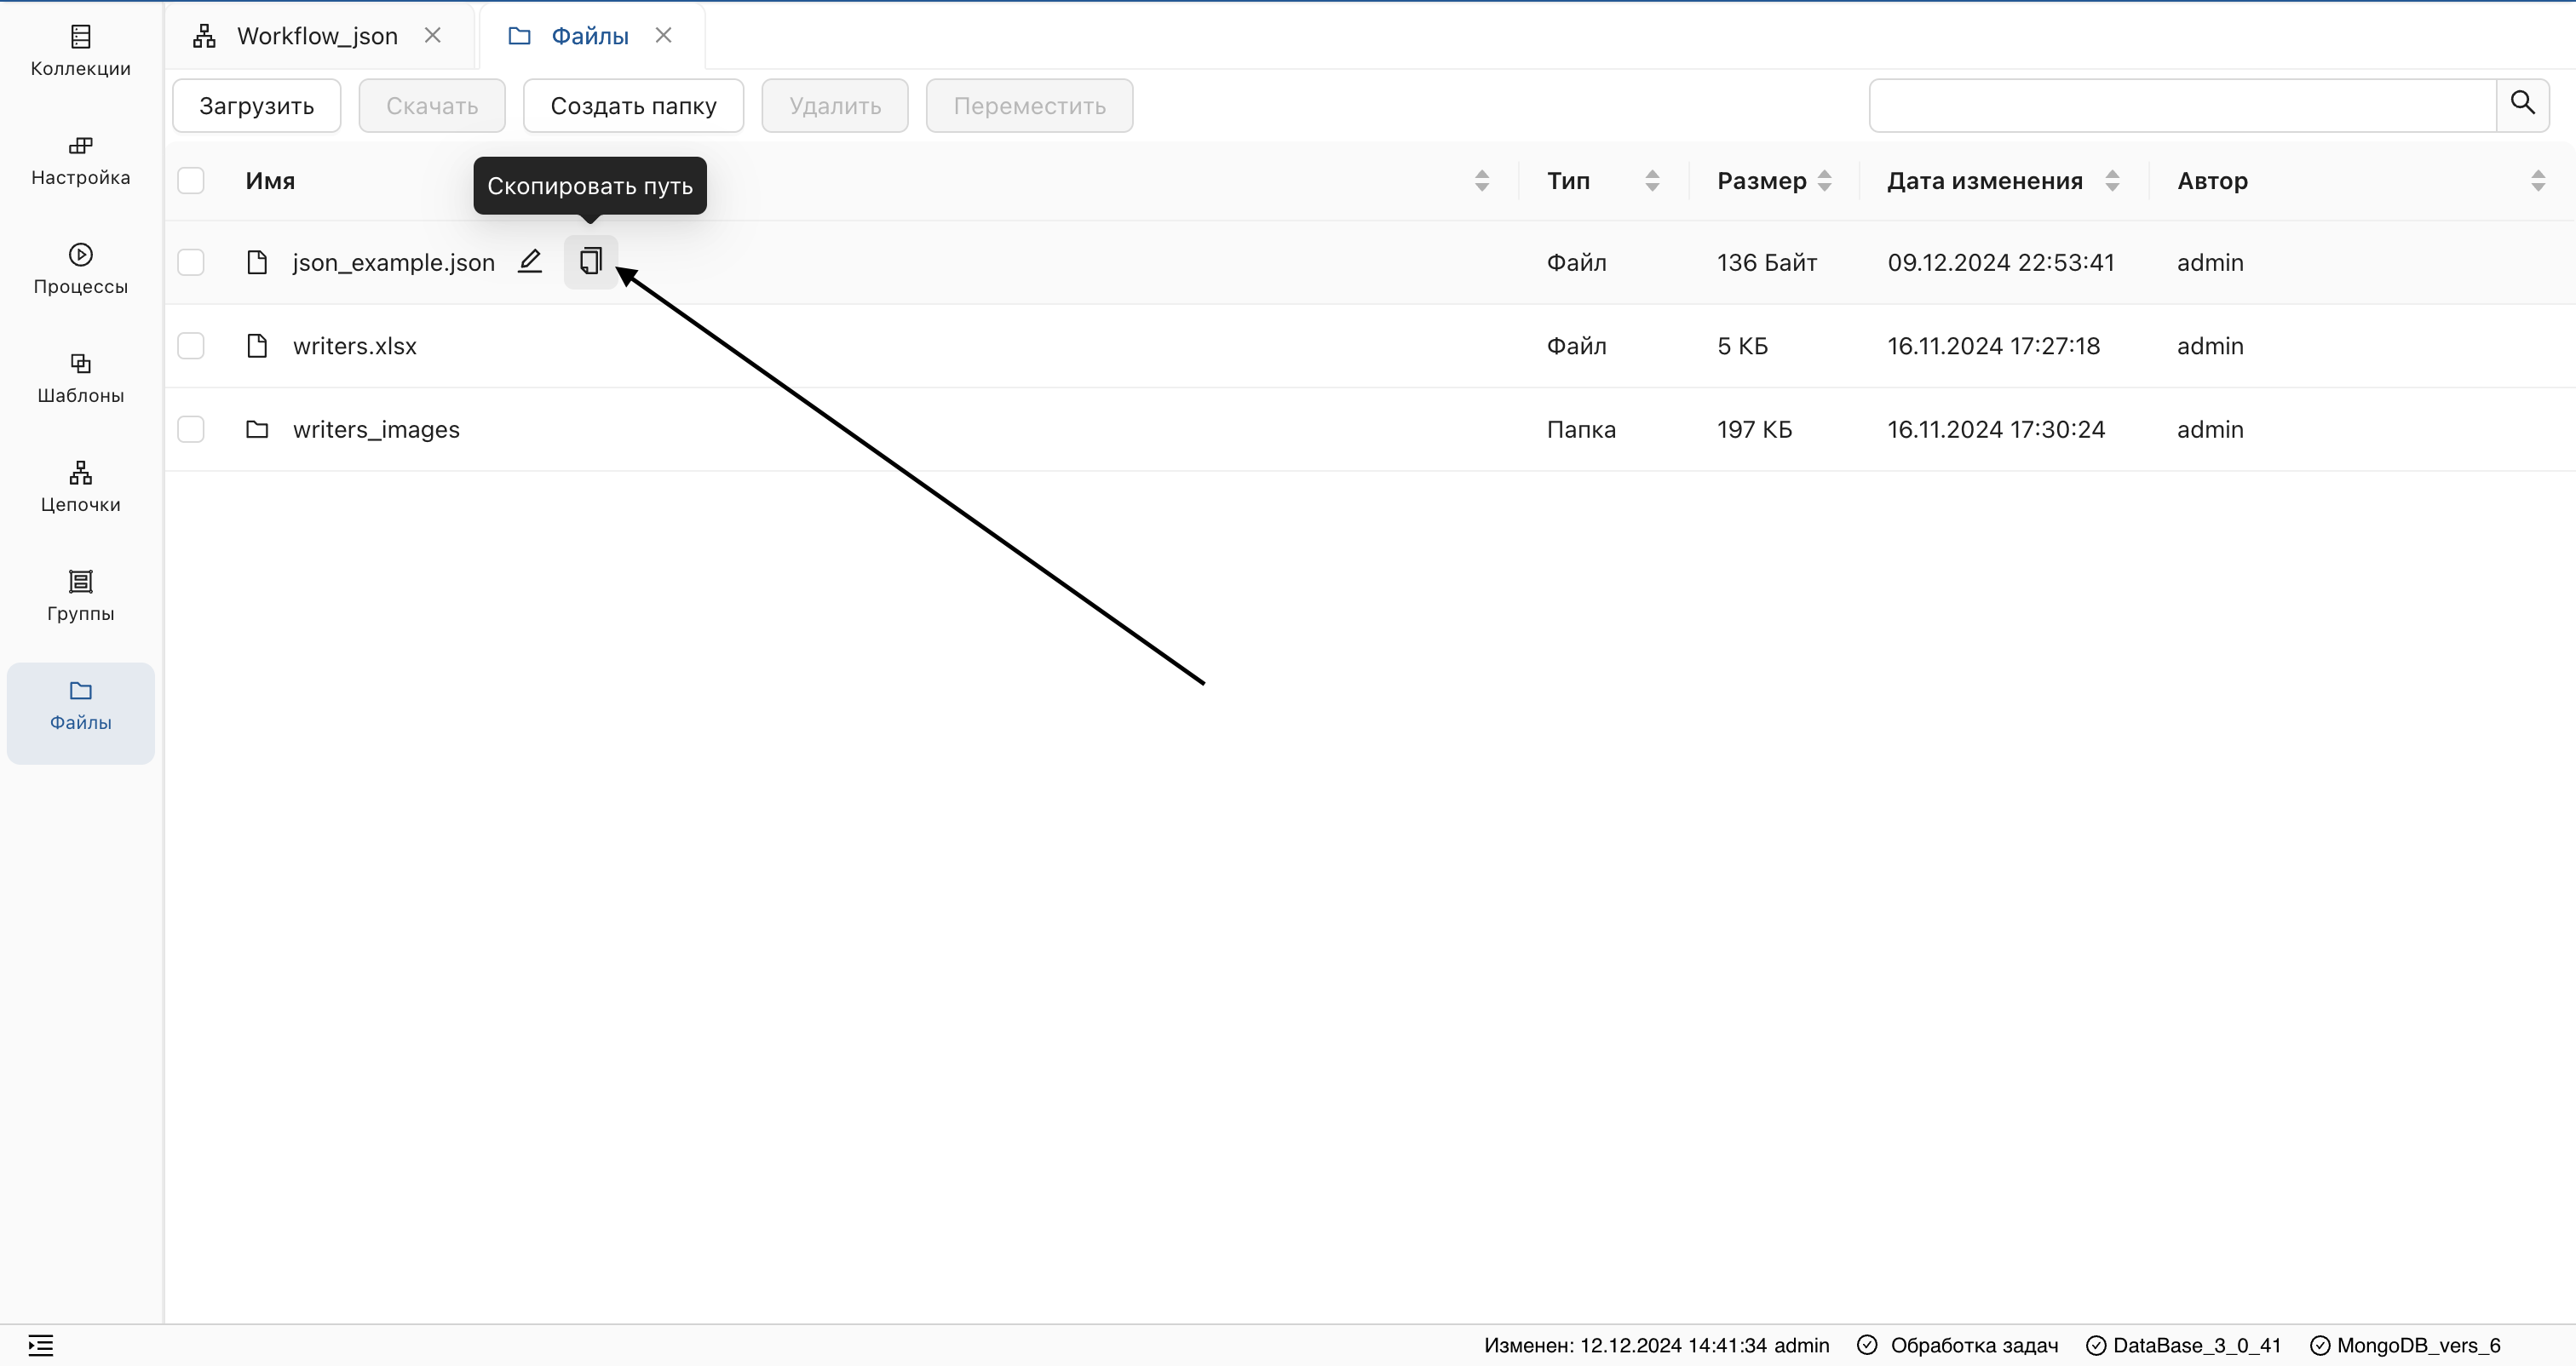 Workflow_json
Файлы
Коллекции
Настройка
Процессы
Шаблоны
Цепочки
Группы
Файлы
Загрузить
Скачать
Создать папку
Удалить
Переместить
Скопировать путь
Имя Тип Размер Дата изменения Автор
json_example.json Файл 136 Байт 09.12.2024 22:53:41 admin
writers.xlsx Файл 5 КБ 16.11.2024 17:27:18 admin
writers_images Папка 197 КБ 16.11.2024 17:30:24 admin
Изменен: 12.12.2024 14:41:34 admin Обработка задач DataBase_3_0_41 MongoDB_vers_6